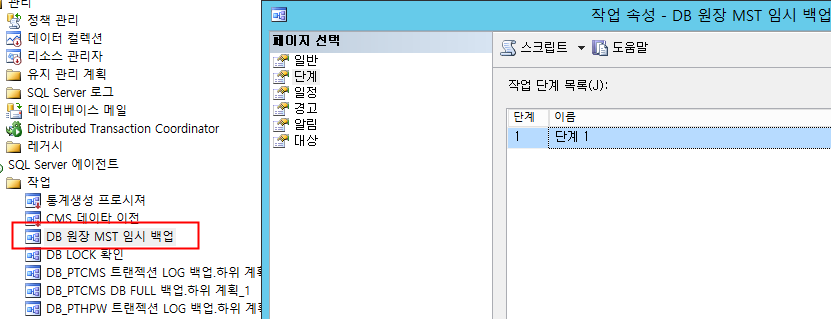 관리
정책 관리
데이터 컬렉션
리소스 관리자
유지 관리 계획
SQL Server 로그
데이터베이스 메일
Distributed Transaction Coordinator
레거시
SQL Server 에이전트
작업
통계생성 프로시져
CMS 데이타 이전
DB 원장 MST 임시 백업
DB LOCK 확인
DB_PTCMS 트랜젝션 LOG 백업.하위 계획
DB_PTCMS DB FULL 백업.하위 계획_1
DB_PTHPW 트랜젝션 LOG 백업.하위 계획
작업 속성 - DB 원장 MST 임시 백업
페이지 선택
일반
단계
일정
경고
알림
대상
스크립트
도움말
작업 단계 목록(J):
단계 이름
1 단계 1